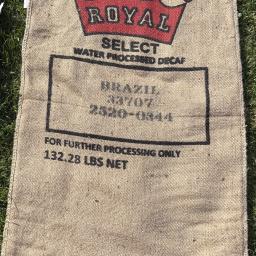 ROYAL
SELECT
WATER PROCESSED DECAF
BRAZIL
33707
2520-0344
FOR FURTHER PROCESSING ONLY
132.28 LBS NET